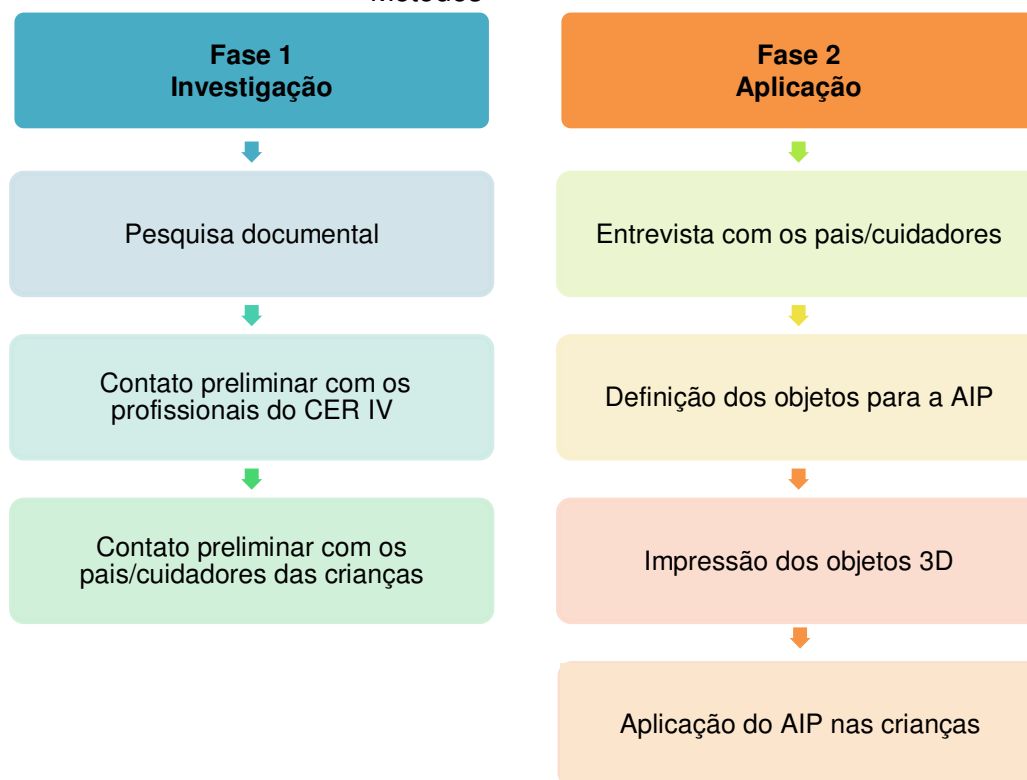 Métodos
Fase 1
Investigação
Pesquisa documental
Contato preliminar com os
profissionais do CER IV
Contato preliminar com os
pais/cuidadores das crianças
Fase 2
Aplicação
Entrevista com os pais/cuidadores
Definição dos objetos para a AIP
Impressão dos objetos 3D
Aplicação do AIP nas crianças